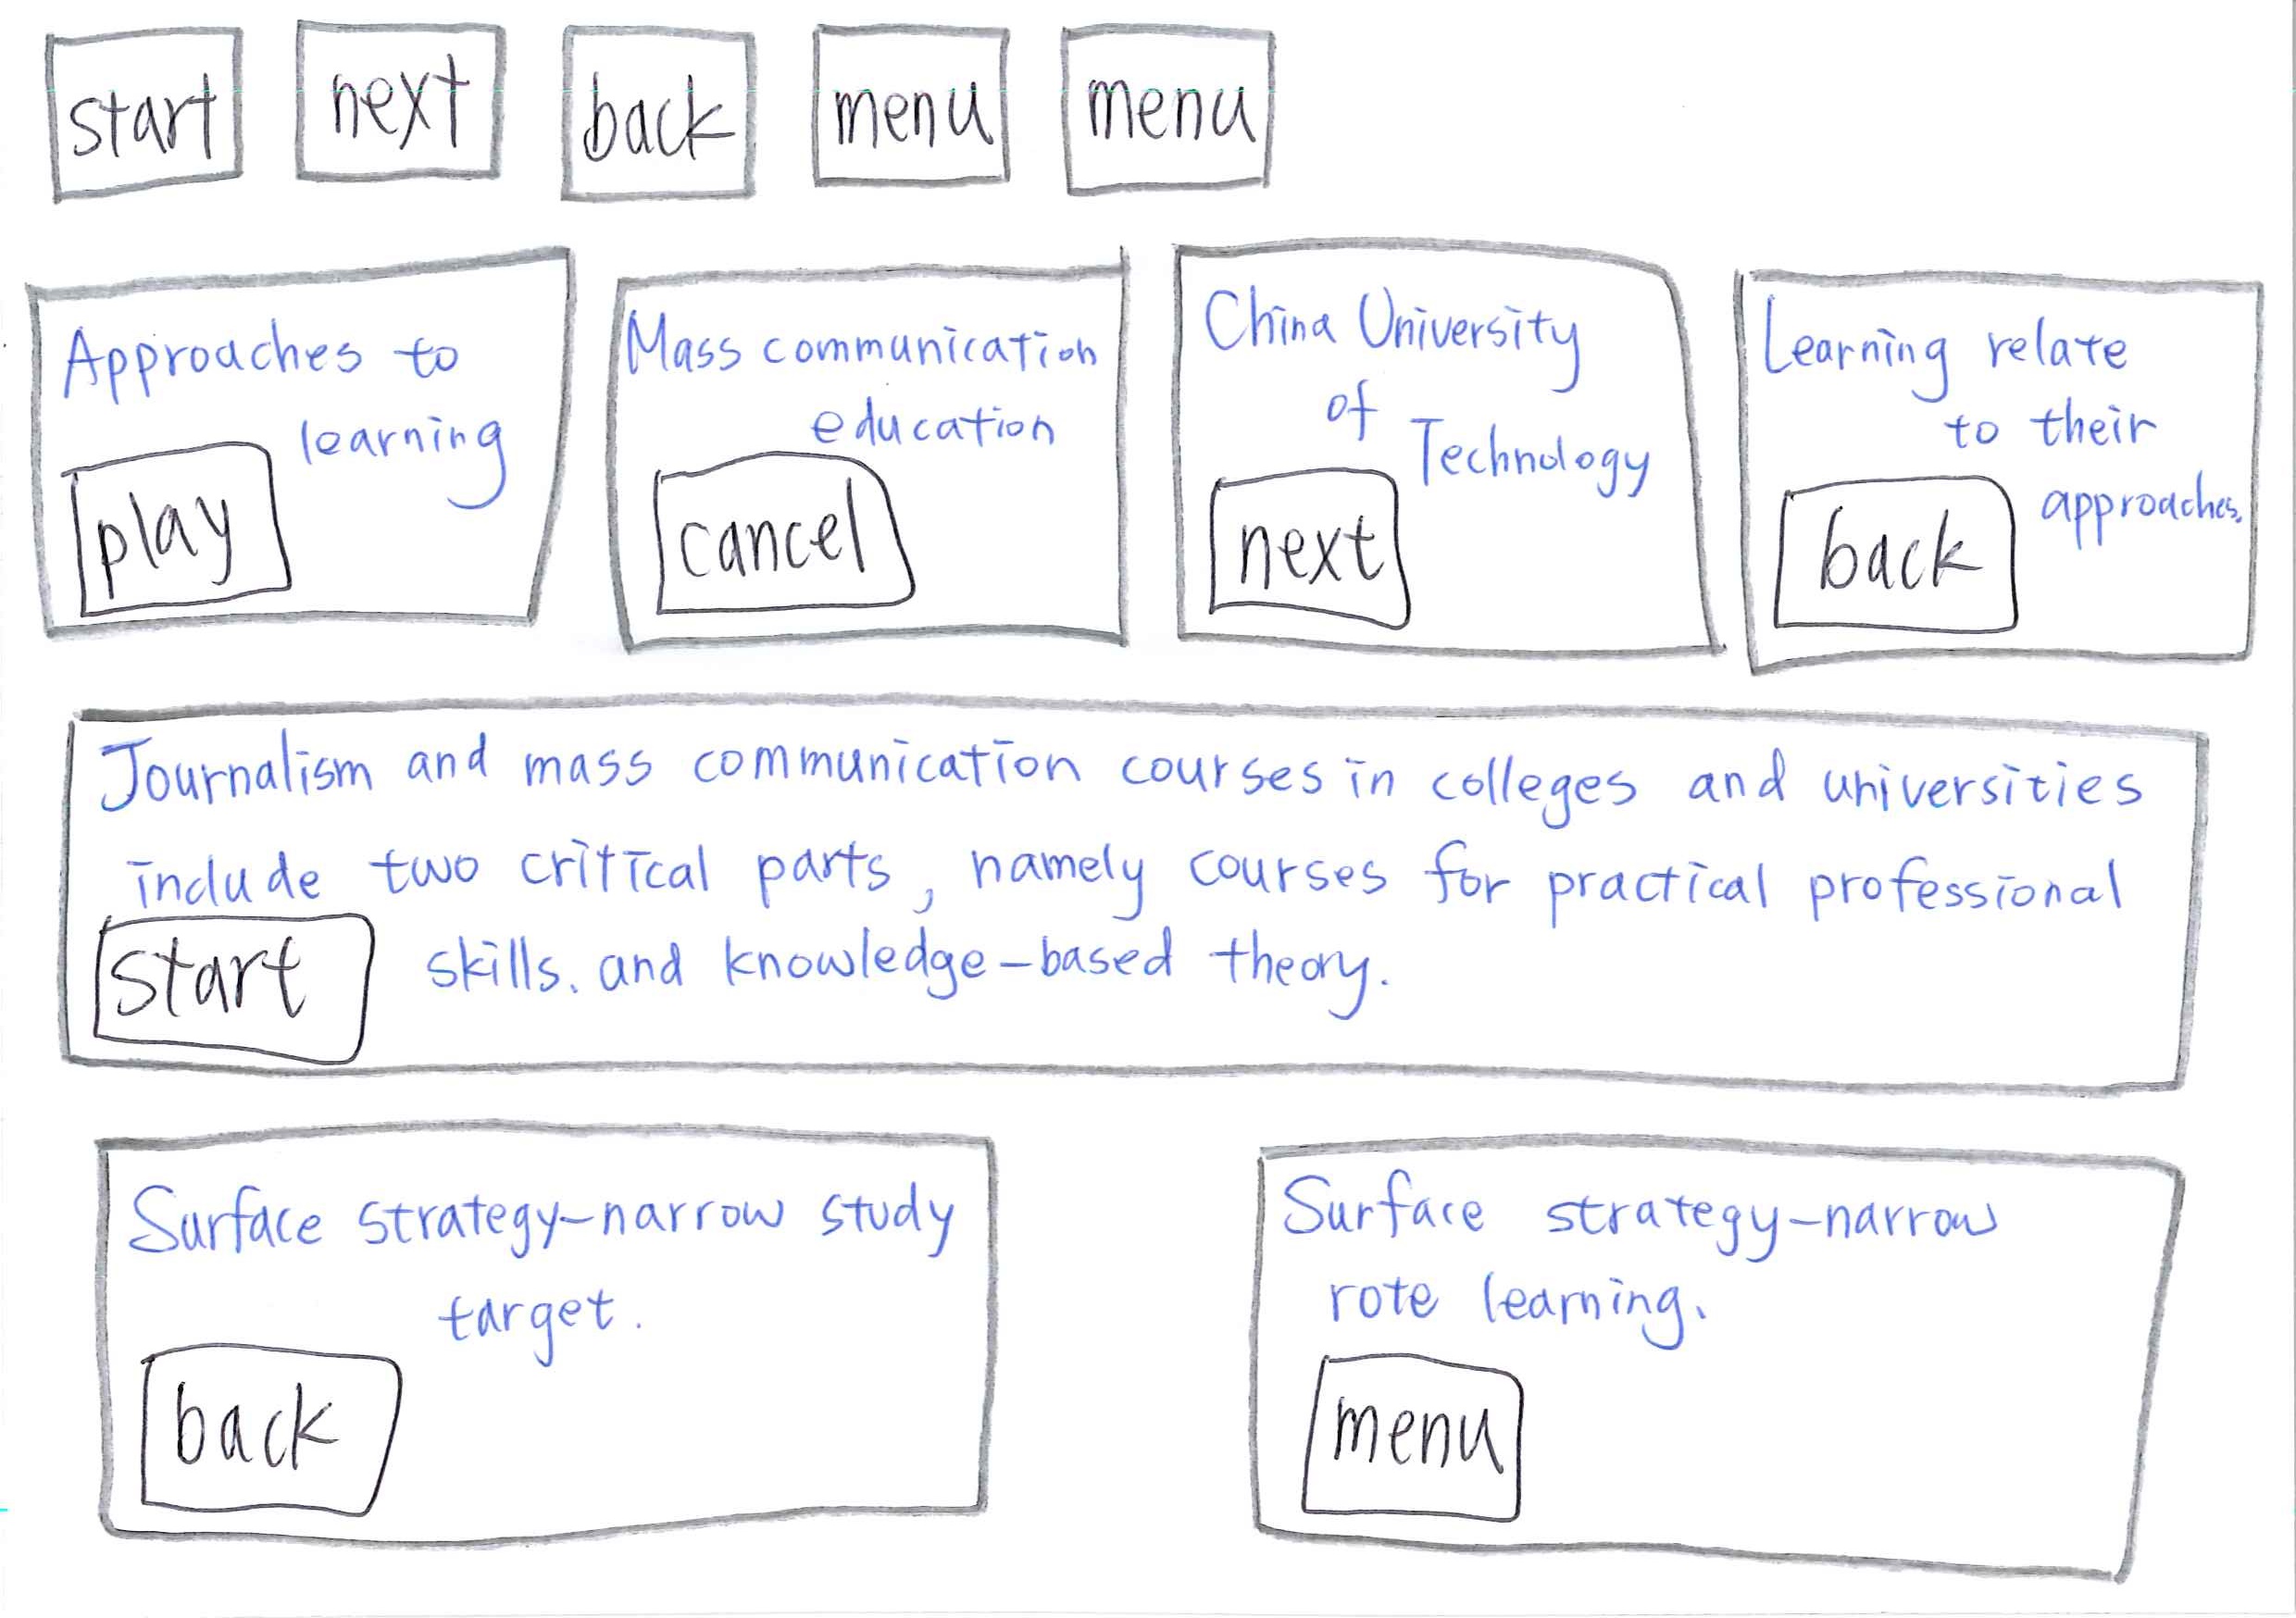 start
next
back
menu
menu
Approaches to
learning
play
Mass communication
education
cancel
China University
of
Technology
next
Learning relate
to their
approaches.
back
Journalism and mass communication courses in colleges and universities
include two critical parts, namely courses for practical professional
skills. and knowledge-based theory.
start
Surface strategy-narrow study
target.
back
Surface strategy-narrow
rote learning.
menu